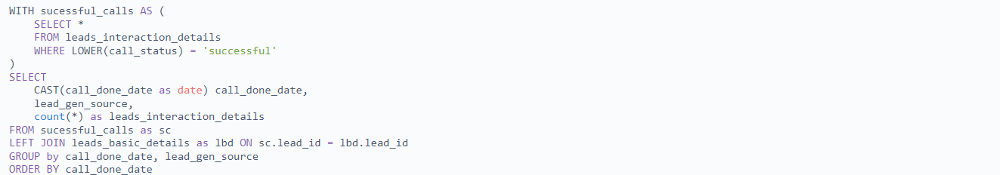 WITH sucessful_calls AS (
    SELECT *
    FROM leads_interaction_details
    WHERE LOWER(call_status) = 'successful'
)
SELECT
    CAST(call_done_date as date) call_done_date,
    lead_gen_source,
    count(*) as leads_interaction_details
FROM sucessful_calls as sc
LEFT JOIN leads_basic_details as lbd ON sc.lead_id = lbd.lead_id
GROUP by call_done_date, lead_gen_source
ORDER BY call_done_date